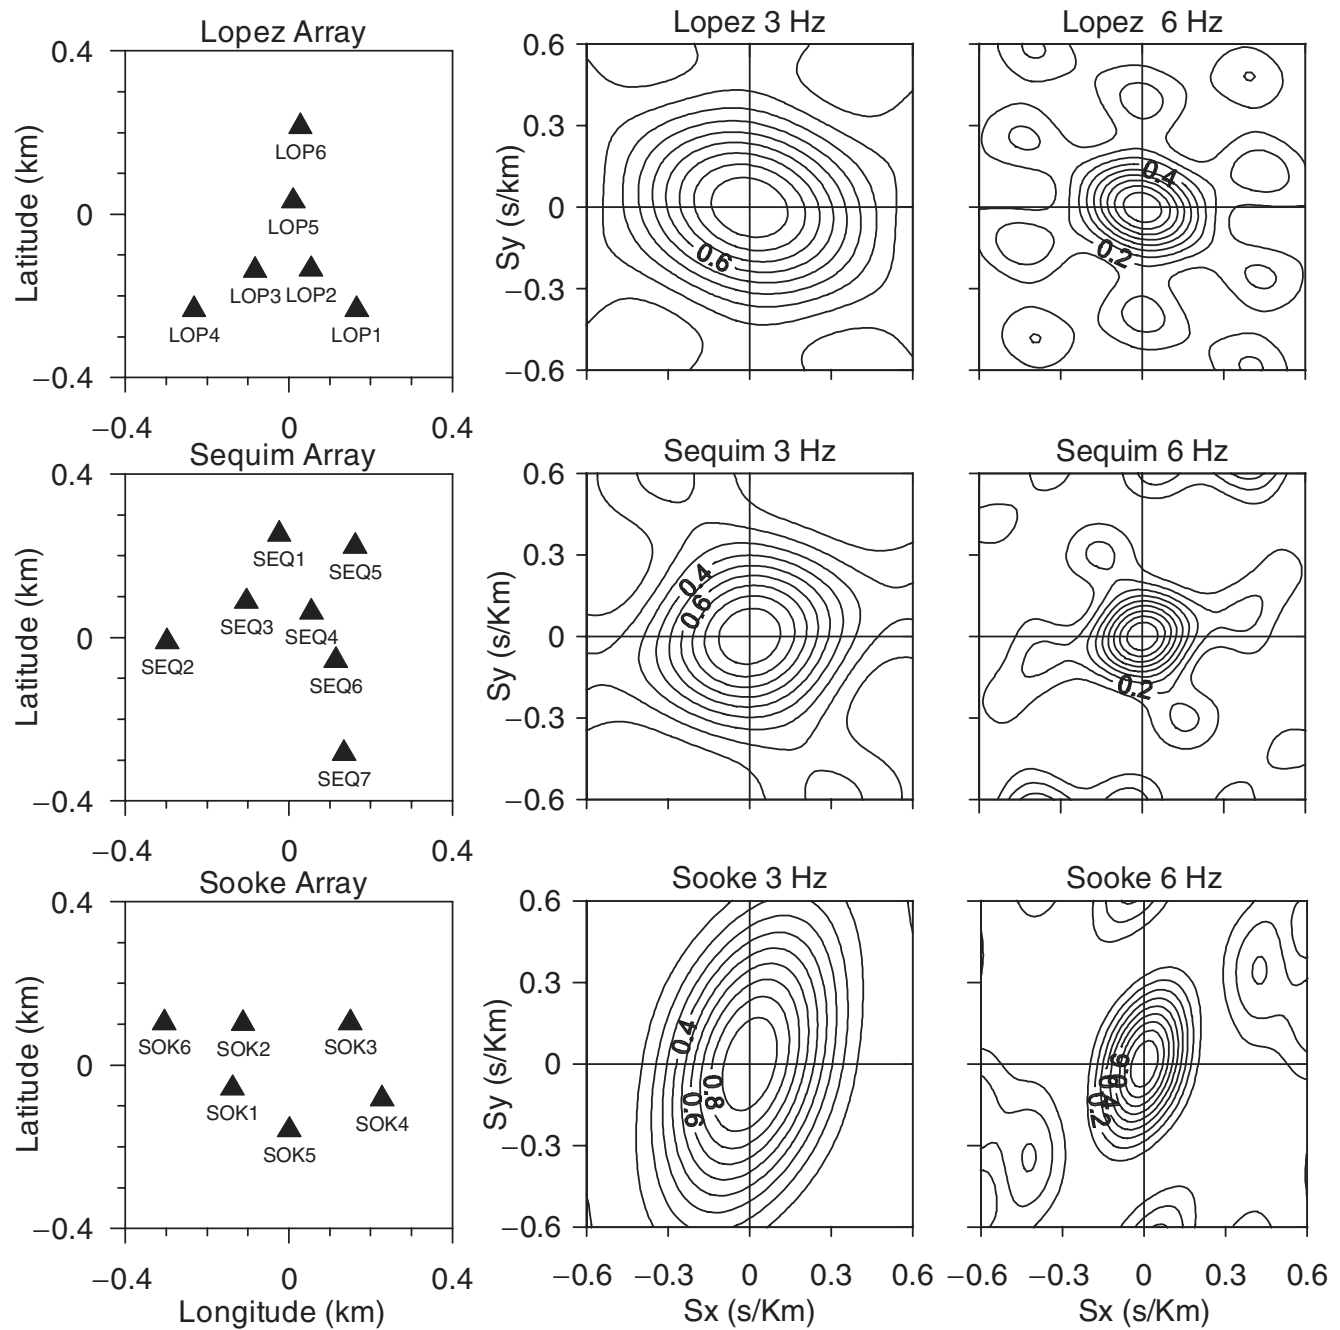 Lopez Array
Lopez 3 Hz
Lopez 6 Hz
0.4
0
−0.4
Latitude (km)
LOP6
LOP5
LOP3 LOP2
LOP4
LOP1
−0.4 0 0.4
0.6
0.3
0
−0.3
−0.6
Sy (s/km)
0.6
0.4
0.2
Sequim Array
Sequim 3 Hz
Sequim 6 Hz
0.4
0
−0.4
Latitude (km)
SEQ1
SEQ5
SEQ3
SEQ4
SEQ2
SEQ6
SEQ7
−0.4 0 0.4
0.6
0.3
0
−0.3
−0.6
Sy (s/Km)
0.4
0.6
0.2
Sooke Array
Sooke 3 Hz
Sooke 6 Hz
0.4
0
−0.4
Latitude (km)
SOK6
SOK2
SOK3
SOK1
SOK4
SOK5
−0.4 0 0.4
Longitude (km)
0.6
0.3
0
−0.3
−0.6
Sy (s/Km)
0.4
0.8
0.6
−0.6 −0.3 0 0.3 0.6
Sx (s/Km)
0.6
0.4
0.2
−0.6 −0.3 0 0.3 0.6
Sx (s/Km)